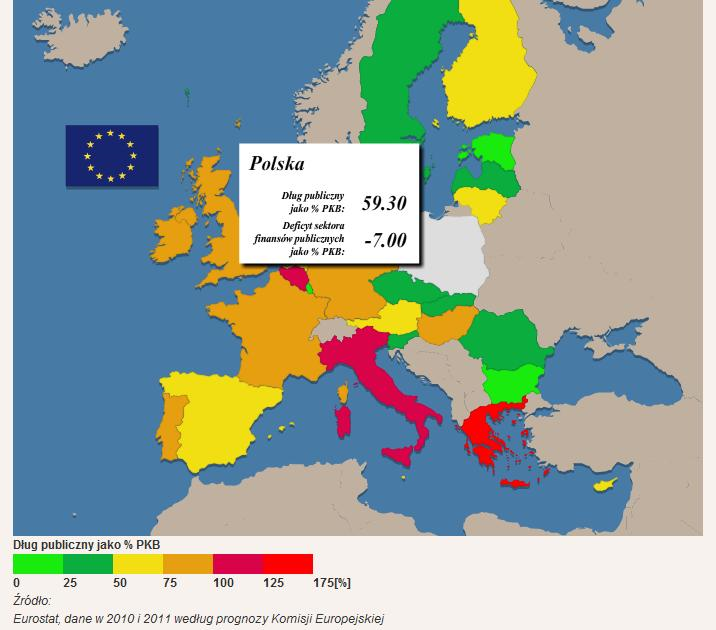 Polska
Dług publiczny
jako % PKB:
59.30
Deficyt sektora
finansów publicznych
jako % PKB:
-7.00
Dług publiczny jako % PKB
0 25 50 75 100 125 175[%]
Źródło:
Eurostat, dane w 2010 i 2011 według prognozy Komisji Europejskiej